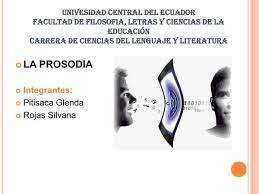 UNIVESIDAD CENTRAL DEL ECUADOR
FACULTAD DE FILOSOFIA, LETRAS Y CIENCIAS DE LA
EDUCACIÓN
CARRERA DE CIENCIAS DEL LENGUAJE Y LITERATURA
LA PROSODIA
Integrantes:
Pitisaca Glenda
Rojas Silvana